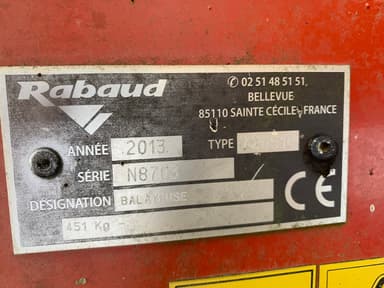 Rabaud
✆ 02 51 48 51 51
BELLEVUE
85110 SAINTE CÉCILE - FRANCE
ANNÉE 2013 TYPE
SÉRIE
DÉSIGNATION BALAYEUSE
451 Kg
CE